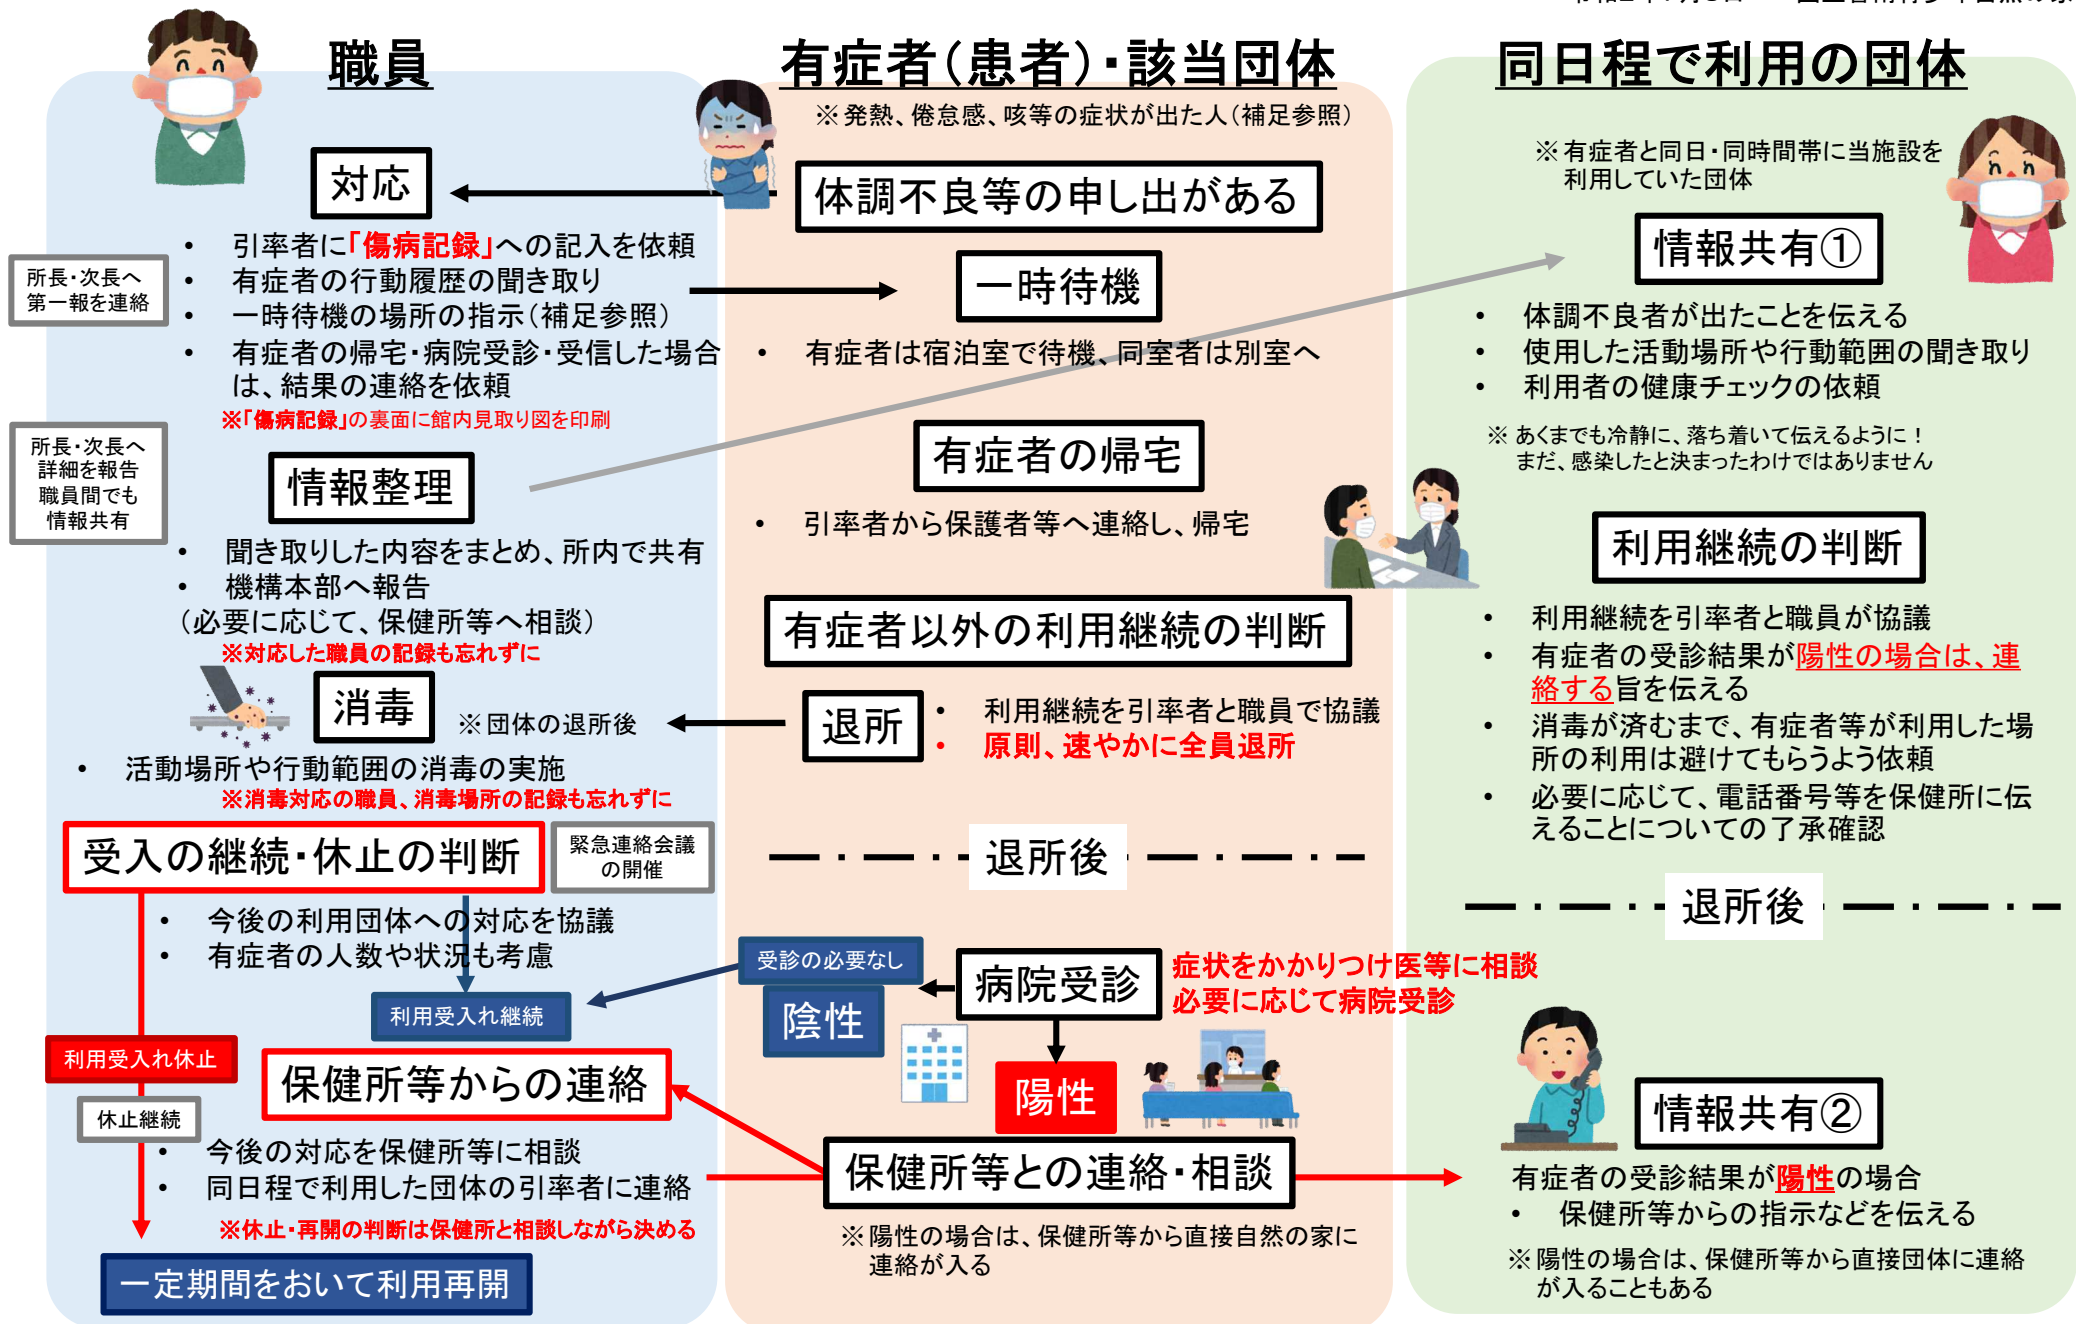 職員
対応
所長・次長へ
第一報を連絡
• 引率者に「傷病記録」への記入を依頼
• 有症者の行動履歴の聞き取り
• 一時待機の場所の指示(補足参照)
• 有症者の帰宅・病院受診・受信した場合
は、結果の連絡を依頼
※「傷病記録」の裏面に館内見取り図を印刷
所長・次長へ
詳細を報告
職員間でも
情報共有
情報整理
• 聞き取りした内容をまとめ、所内で共有
• 機構本部へ報告
(必要に応じて、保健所等へ相談)
※対応した職員の記録も忘れずに
消毒
※団体の退所後
• 活動場所や行動範囲の消毒の実施
※消毒対応の職員、消毒場所の記録も忘れずに
受入の継続・休止の判断
緊急連絡会議
の開催
• 今後の利用団体への対応を協議
• 有症者の人数や状況も考慮
利用受入れ継続
利用受入れ休止
保健所等からの連絡
休止継続
• 今後の対応を保健所等に相談
• 同日程で利用した団体の引率者に連絡
※休止・再開の判断は保健所と相談しながら決める
一定期間をおいて利用再開
有症者(患者)・該当団体
※発熱、倦怠感、咳等の症状が出た人(補足参照)
体調不良等の申し出がある
一時待機
• 有症者は宿泊室で待機、同室者は別室へ
有症者の帰宅
• 引率者から保護者等へ連絡し、帰宅
有症者以外の利用継続の判断
退所
• 利用継続を引率者と職員で協議
• 原則、速やかに全員退所
退所後
受診の必要なし
陰性
病院受診
症状をかかりつけ医等に相談
必要に応じて病院受診
陽性
保健所等との連絡・相談
※陽性の場合は、保健所等から直接自然の家に
連絡が入る
同日程で利用の団体
※有症者と同日・同時間帯に当施設を
利用していた団体
情報共有①
• 体調不良者が出たことを伝える
• 使用した活動場所や行動範囲の聞き取り
• 利用者の健康チェックの依頼
※ あくまでも冷静に、落ち着いて伝えるように！
まだ、感染したと決まったわけではありません
利用継続の判断
• 利用継続を引率者と職員が協議
• 有症者の受診結果が陽性の場合は、連
絡する旨を伝える
• 消毒が済むまで、有症者等が利用した場
所の利用は避けてもらうよう依頼
• 必要に応じて、電話番号等を保健所に伝
えることについての了承確認
退所後
情報共有②
有症者の受診結果が陽性の場合
• 保健所等からの指示などを伝える
※陽性の場合は、保健所等から直接団体に連絡
が入ることもある